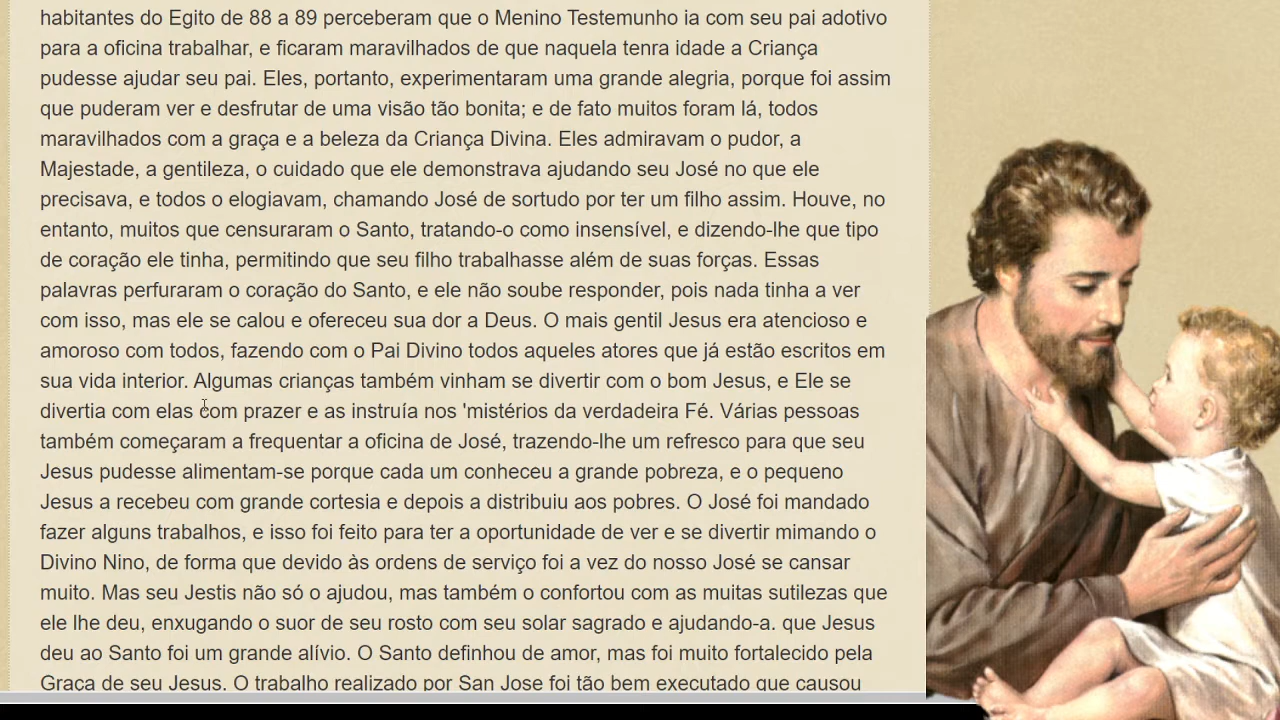 habitantes do Egito de 88 a 89 perceberam que o Menino Testemunho ia com seu pai adotivo
para a oficina trabalhar, e ficaram maravilhados de que naquela tenra idade a Criança
pudesse ajudar seu pai. Eles, portanto, experimentaram uma grande alegria, porque foi assim
que puderam ver e desfrutar de uma visão tão bonita; e de fato muitos foram lá, todos
maravilhados com a graça e a beleza da Criança Divina. Eles admiravam o pudor, a
Majestade, a gentileza, o cuidado que ele demonstrava ajudando seu José no que ele
precisava, e todos o elogiavam, chamando José de sortudo por ter um filho assim. Houve, no
entanto, muitos que censuraram o Santo, tratando-o como insensível, e dizendo-lhe que tipo
de coração ele tinha, permitindo que seu filho trabalhasse além de suas forças. Essas
palavras perfuraram o coração do Santo, e ele não soube responder, pois nada tinha a ver
com isso, mas ele se calou e ofereceu sua dor a Deus. O mais gentil Jesus era atencioso e
amoroso com todos, fazendo com o Pai Divino todos aqueles atores que já estão escritos em
sua vida interior. Algumas crianças também vinham se divertir com o bom Jesus, e Ele se
divertia com elas com prazer e as instruía nos 'mistérios da verdadeira Fé. Várias pessoas
também começaram a frequentar a oficina de José, trazendo-lhe um refresco para que seu
Jesus pudesse alimentam-se porque cada um conheceu a grande pobreza, e o pequeno
Jesus a recebeu com grande cortesia e depois a distribuiu aos pobres. O José foi mandado
fazer alguns trabalhos, e isso foi feito para ter a oportunidade de ver e se divertir mimando o
Divino Nino, de forma que devido às ordens de serviço foi a vez do nosso José se cansar
muito. Mas seu Jestis não só o ajudou, mas também o confortou com as muitas sutilezas que
ele lhe deu, enxugando o suor de seu rosto com seu solar sagrado e ajudando-a. que Jesus
deu ao Santo foi um grande alívio. O Santo definhou de amor, mas foi muito fortalecido pela
Graça de seu Jesus. O trabalho realizado por San Jose foi tão bem executado que causou